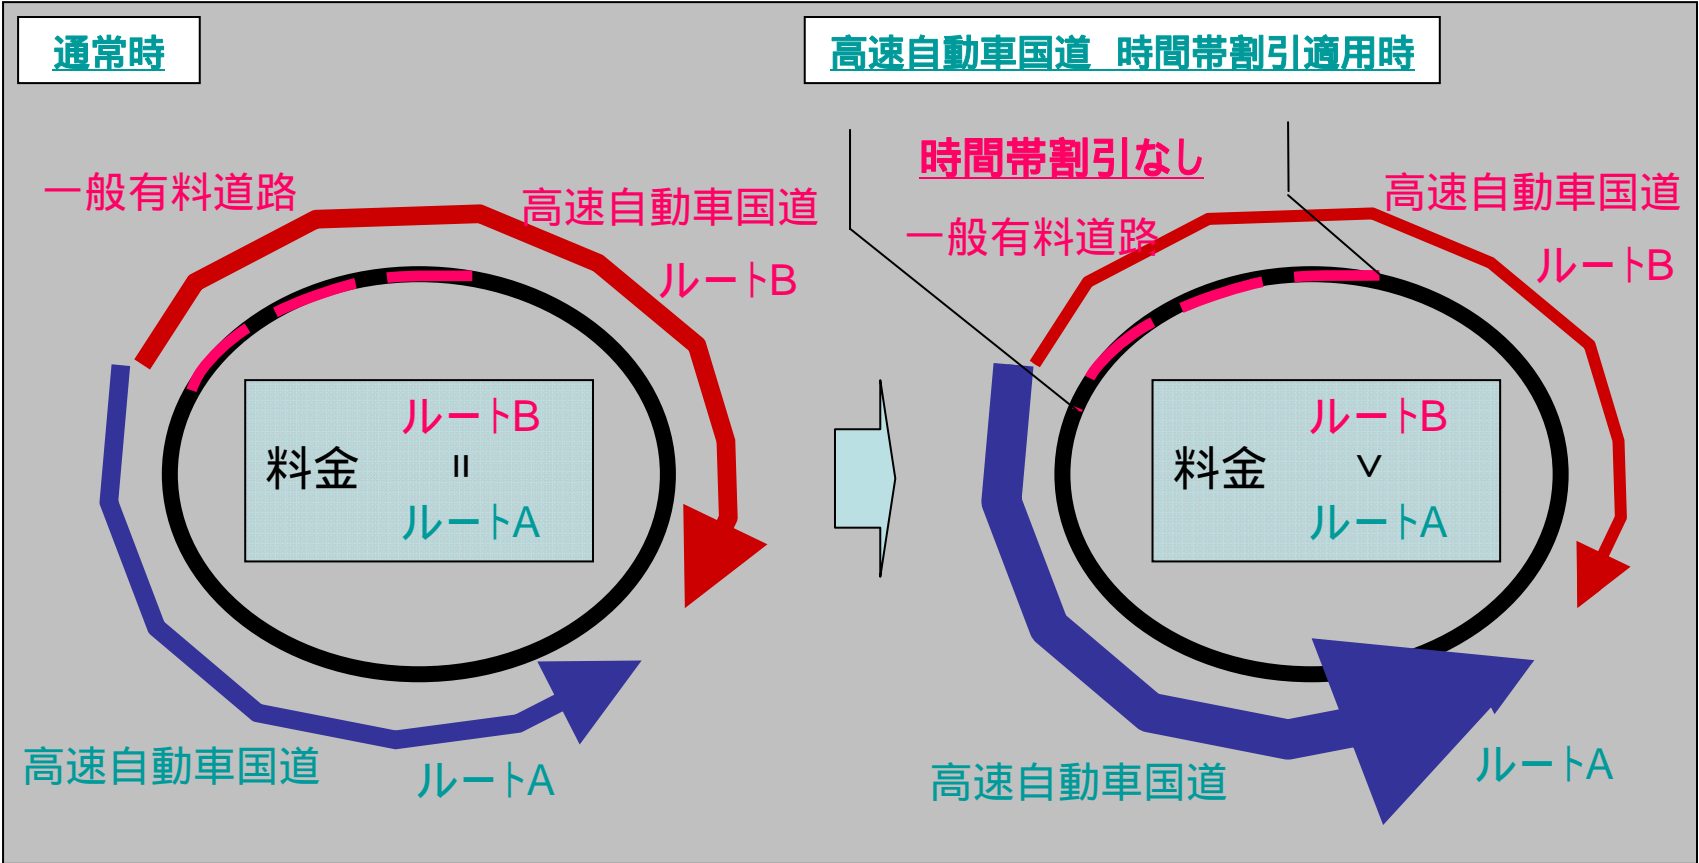 通常時
一般有料道路
高速自動車国道
ルートB
ルートB
料金 =
ルートA
高速自動車国道
ルートA
高速自動車国道 時間帯割引適用時
時間帯割引なし
一般有料道路
高速自動車国道
ルートB
ルートB
料金 >
ルートA
高速自動車国道
ルートA